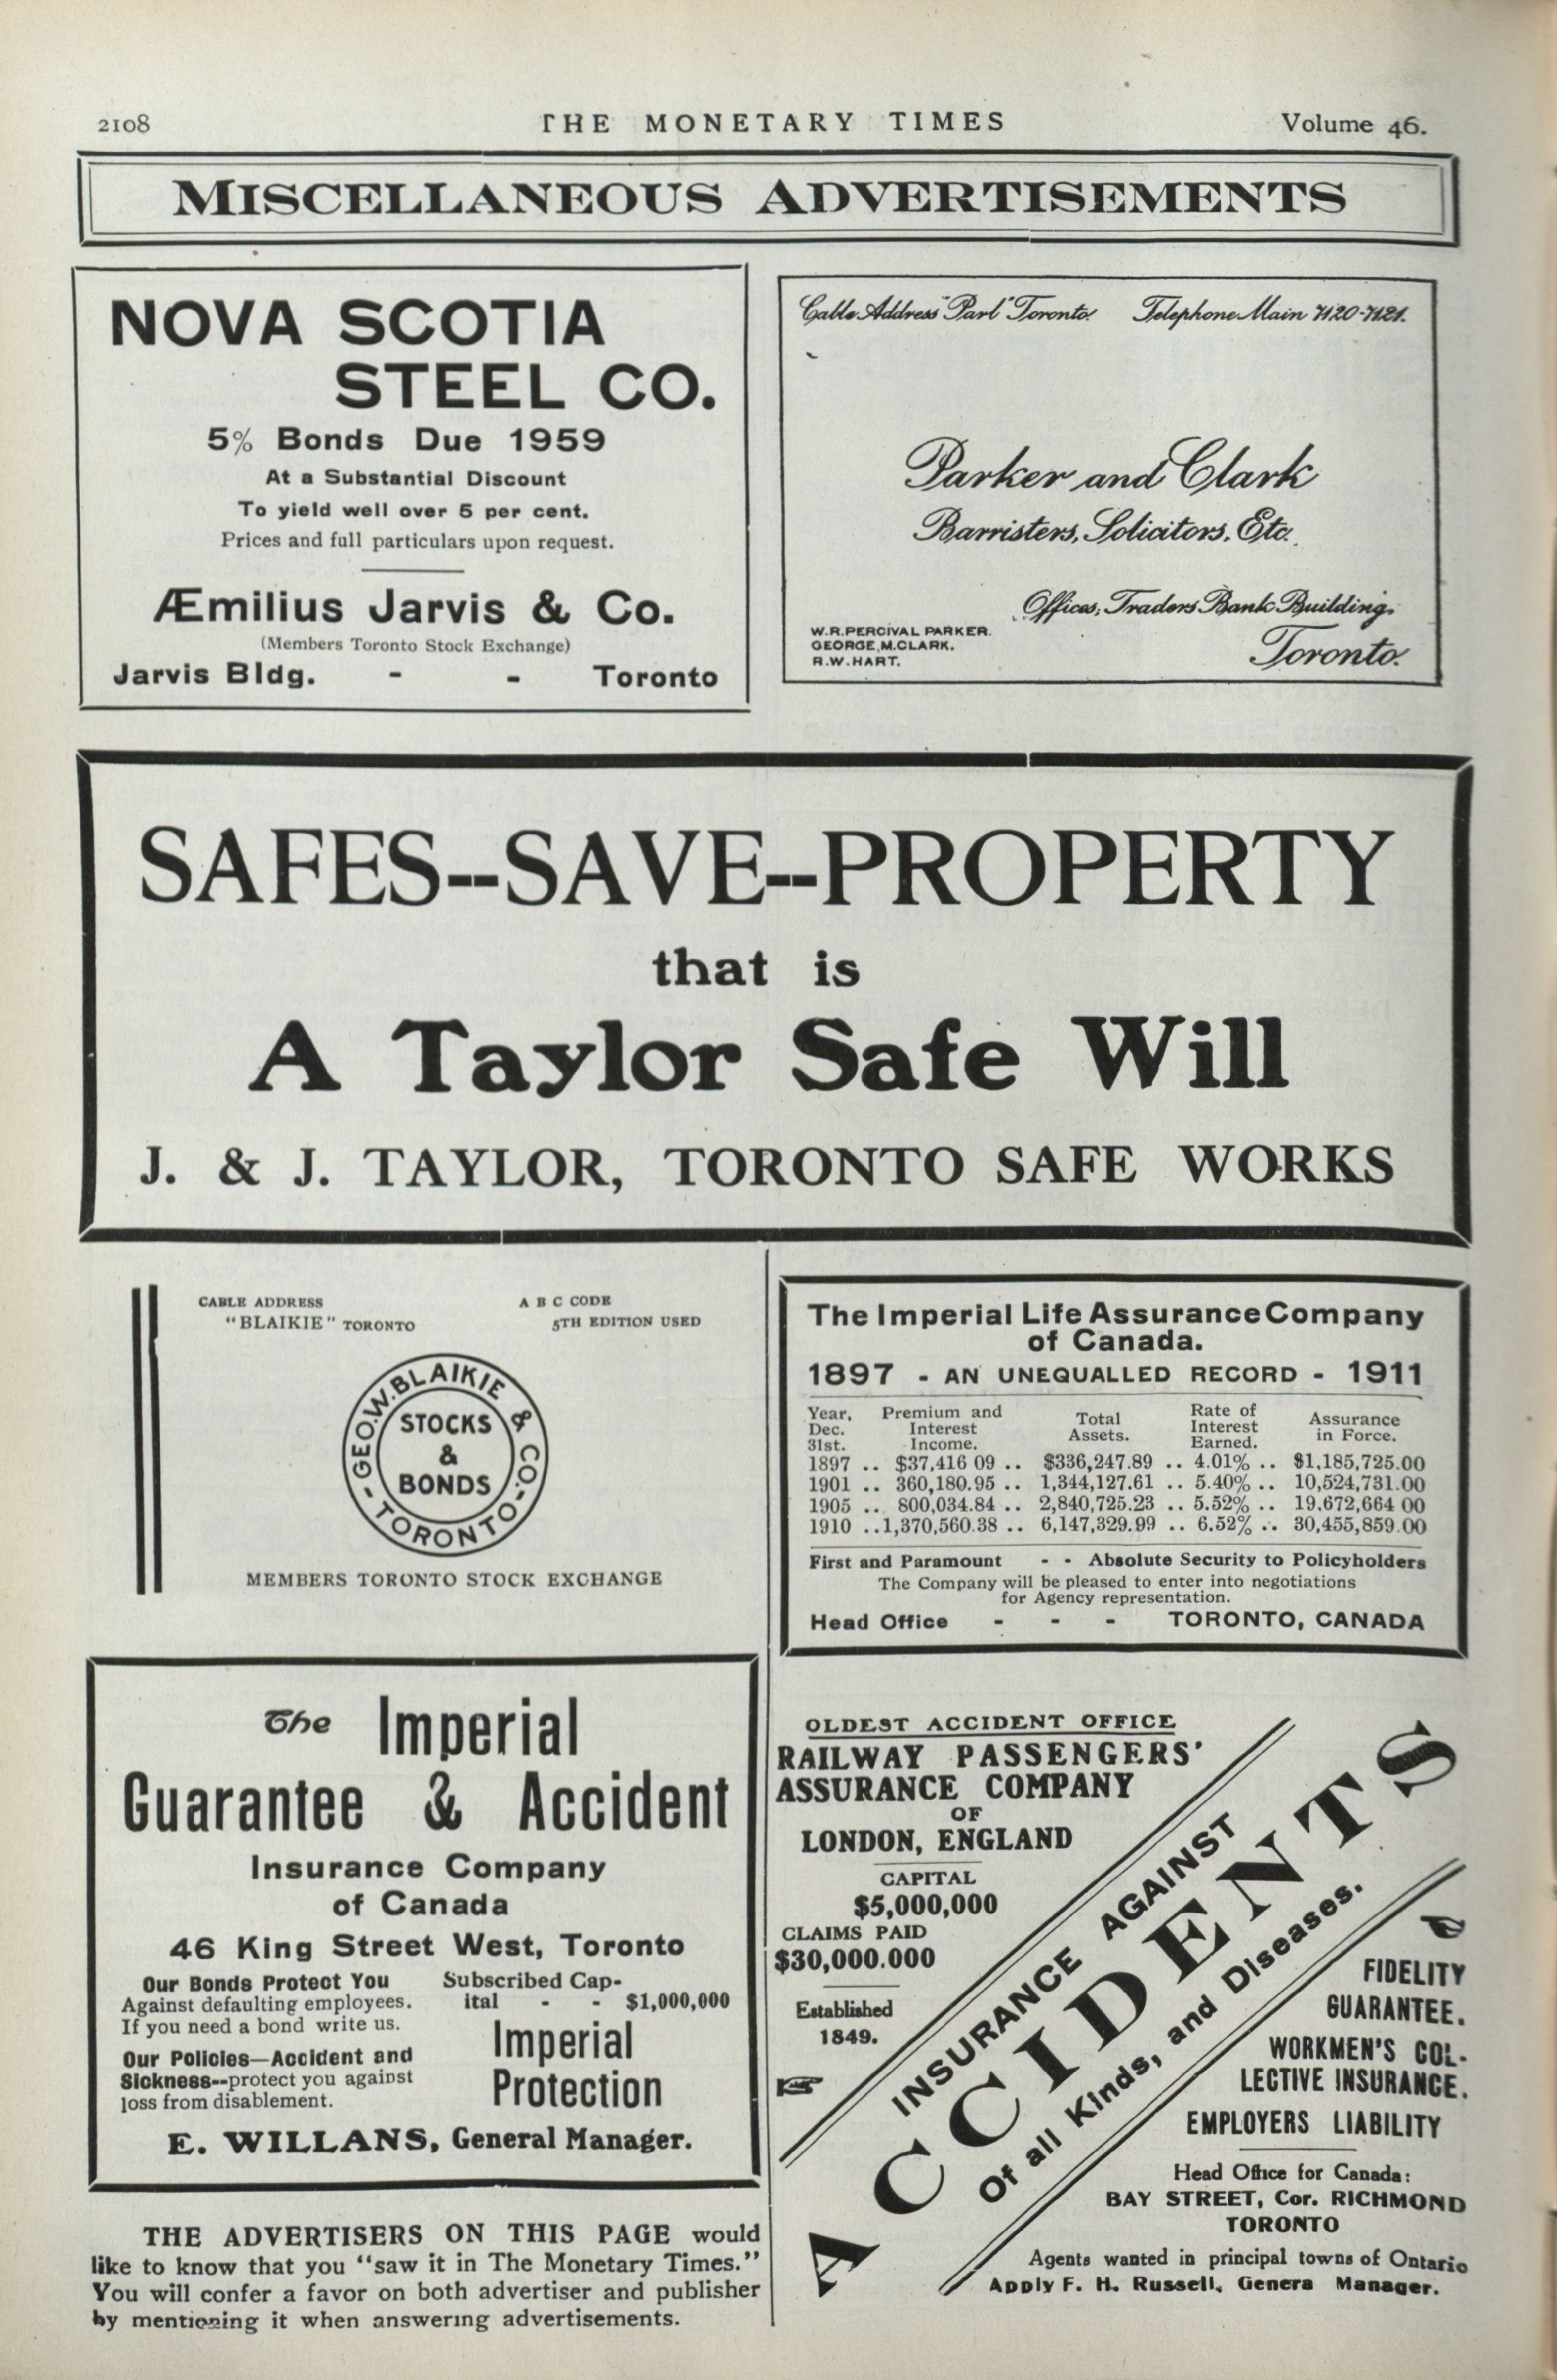 2108
THE MONETARY TIMES
Volume 46.
MISCELLANEOUS ADVERTISEMENTS
NOVA SCOTIA
STEEL CO.
5% Bonds Due 1959
At a Substantial Discount
To yield well over 5 per cent.
Prices and full particulars upon request.
Æmilius Jarvis & Co.
(Members Toronto Stock Exchange)
Jarvis Bldg. - - Toronto
Cable Address "Parl" Toronto. Telephone Main 7120-7121.
Parker and Clark
Barristers, Solicitors, Etc.
Offices, Traders Bank Building,
Toronto.
W.R.PERCIVAL PARKER.
GEORGE.M.CLARK.
R.W.HART.
SAFES--SAVE--PROPERTY
that is
A Taylor Safe Will
J. & J. TAYLOR, TORONTO SAFE WORKS
CABLE ADDRESS
"BLAIKIE" TORONTO
A B C CODE
5TH EDITION USED
GEO.W.BLAIKIE & CO.
STOCKS
&
BONDS
- TORONTO -
MEMBERS TORONTO STOCK EXCHANGE
The Imperial Life Assurance Company
of Canada.
1897 - AN UNEQUALLED RECORD - 1911
Year, Dec. 31st. Premium and Interest Income. Total Assets. Rate of Interest Earned. Assurance in Force.
1897 .. $37,416 09 .. $336,247.89 .. 4.01% .. $1,185,725.00
1901 .. 360,180.95 .. 1,344,127.61 .. 5.40% .. 10,524,731.00
1905 .. 800,034.84 .. 2,840,725.23 .. 5.52% .. 19,672,664 00
1910 ..1,370,560.38 .. 6,147,329.99 .. 6.52% .. 30,455,859.00
First and Paramount - - Absolute Security to Policyholders
The Company will be pleased to enter into negotiations
for Agency representation.
Head Office - - - TORONTO, CANADA
The Imperial
Guarantee & Accident
Insurance Company
of Canada
46 King Street West, Toronto
Our Bonds Protect You
Against defaulting employees.
If you need a bond write us.
Our Policies—Accident and
Sickness--protect you against
loss from disablement.
Subscribed Cap-
ital - - $1,000,000
Imperial
Protection
E. WILLANS, General Manager.
THE ADVERTISERS ON THIS PAGE would
like to know that you "saw it in The Monetary Times."
You will confer a favor on both advertiser and publisher
by mentioning it when answering advertisements.
OLDEST ACCIDENT OFFICE
RAILWAY PASSENGERS'
ASSURANCE COMPANY
OF
LONDON, ENGLAND
CAPITAL
$5,000,000
CLAIMS PAID
$30,000.000
Established
1849.
INSURANCE AGAINST
ACCIDENTS
Of all Kinds, and Diseases.
FIDELITY
GUARANTEE.
WORKMEN'S COL-
LECTIVE INSURANCE.
EMPLOYERS LIABILITY
Head Office for Canada:
BAY STREET, Cor. RICHMOND
TORONTO
Agents wanted in principal towns of Ontario
Apply F. H. Russell, Genera Manager.